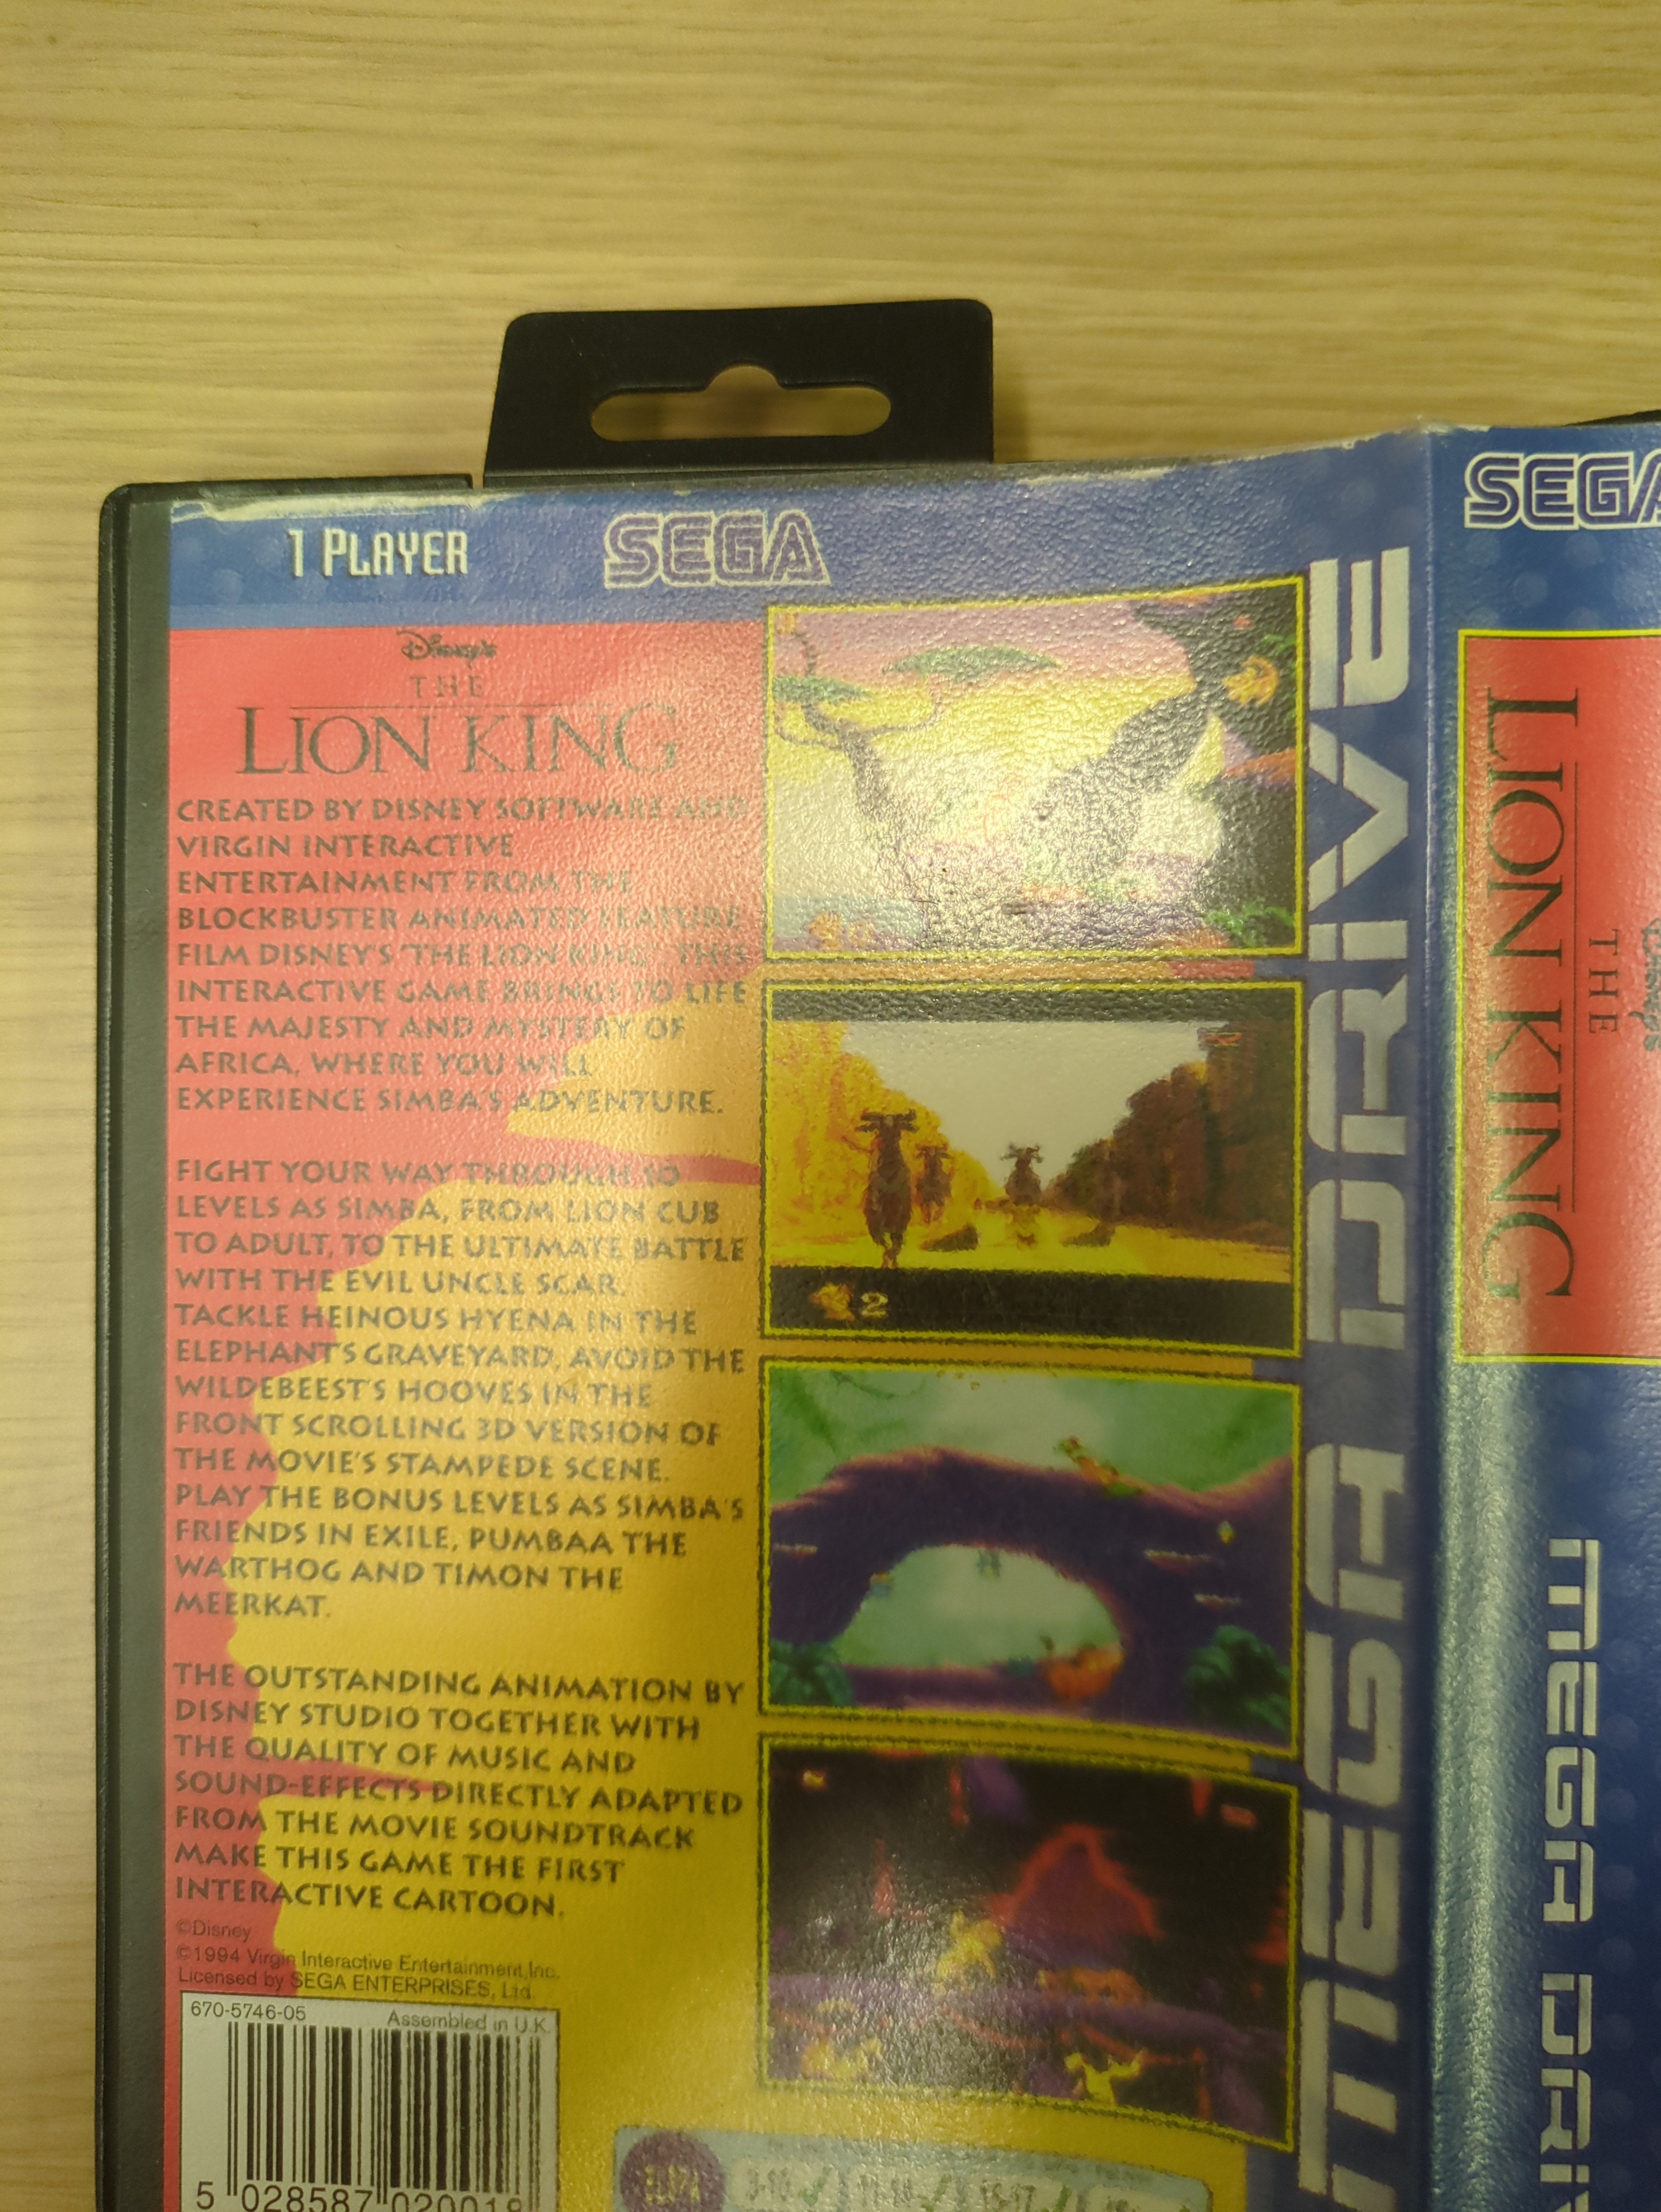 1 PLAYER
SEGA
Disney's
THE
LION KING
CREATED BY DISNEY SOFTWARE AND
VIRGIN INTERACTIVE
ENTERTAINMENT FROM THE
BLOCKBUSTER ANIMATED FEATURE
FILM DISNEY'S "THE LION KING". THIS
INTERACTIVE GAME BRINGS TO LIFE
THE MAJESTY AND MYSTERY OF
AFRICA, WHERE YOU WILL
EXPERIENCE SIMBA'S ADVENTURE.
FIGHT YOUR WAY THROUGH 10
LEVELS AS SIMBA, FROM LION CUB
TO ADULT, TO THE ULTIMATE BATTLE
WITH THE EVIL UNCLE SCAR.
TACKLE HEINOUS HYENA IN THE
ELEPHANT'S GRAVEYARD, AVOID THE
WILDEBEEST'S HOOVES IN THE
FRONT SCROLLING 3D VERSION OF
THE MOVIE'S STAMPEDE SCENE.
PLAY THE BONUS LEVELS AS SIMBA'S
FRIENDS IN EXILE, PUMBAA THE
WARTHOG AND TIMON THE
MEERKAT.
THE OUTSTANDING ANIMATION BY
DISNEY STUDIO TOGETHER WITH
THE QUALITY OF MUSIC AND
SOUND-EFFECTS DIRECTLY ADAPTED
FROM THE MOVIE SOUNDTRACK
MAKE THIS GAME THE FIRST
INTERACTIVE CARTOON.
©Disney
©1994 Virgin Interactive Entertainment, Inc.
Licensed by SEGA ENTERPRISES, Ltd.
670-5746-05 Assembled in U.K.
5 028587 020018
2
MEGA DRIVE
SEGA
Disney's
THE
LION KING
MEGA DRIV